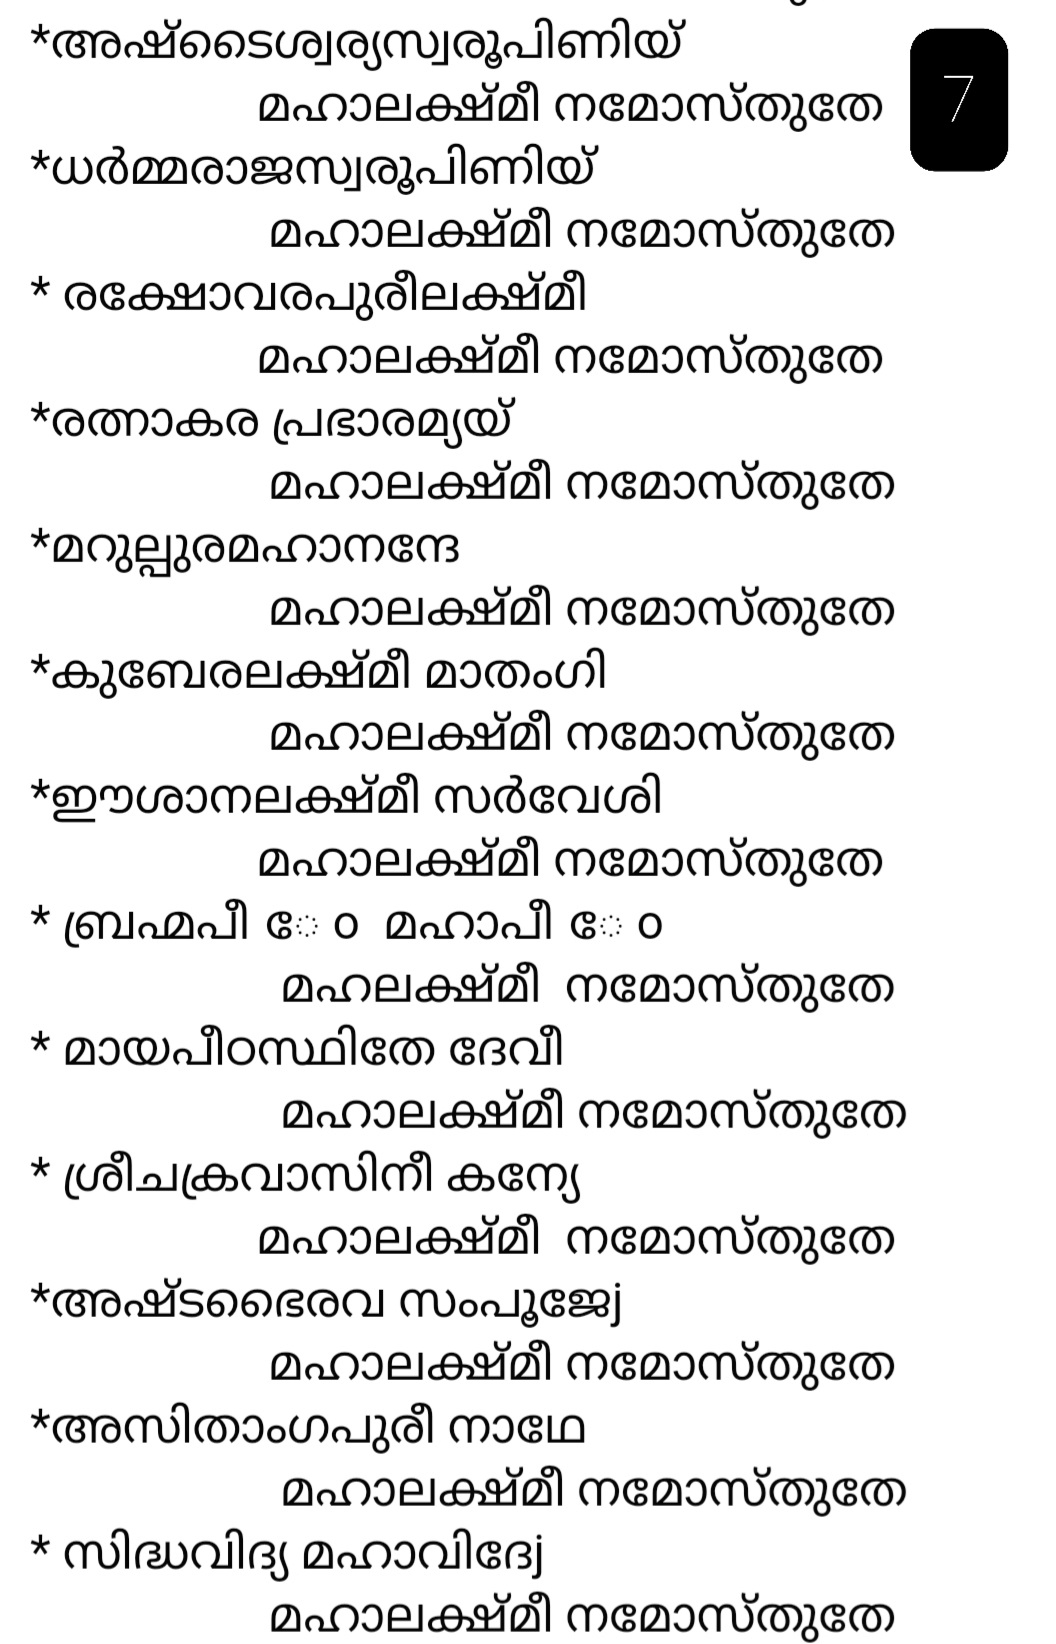 *അഷ്ടൈശ്വര്യസ്വരൂപിണിയ്
മഹാലക്ഷ്മീ നമോസ്തുതേ
7
*ധർമ്മരാജസ്വരൂപിണിയ്
മഹാലക്ഷ്മീ നമോസ്തുതേ
* രക്ഷോവരപുരീലക്ഷ്മീ
മഹാലക്ഷ്മീ നമോസ്തുതേ
*രത്നാകര പ്രഭാരമ്യയ്
മഹാലക്ഷ്മീ നമോസ്തുതേ
*മറുല്പുരമഹാനന്ദേ
മഹാലക്ഷ്മീ നമോസ്തുതേ
*കുബേരലക്ഷ്മീ മാതംഗി
മഹാലക്ഷ്മീ നമോസ്തുതേ
*ഈശാനലക്ഷ്മീ സർവേശി
മഹാലക്ഷ്മീ നമോസ്തുതേ
* ബ്രഹ്മപീ േ ഠ മഹാപീ േ ഠ
മഹലക്ഷ്മീ നമോസ്തുതേ
* മായപീഠസ്ഥിതേ ദേവീ
മഹാലക്ഷ്മീ നമോസ്തുതേ
* ശ്രീചക്രവാസിനീ കന്യേ
മഹാലക്ഷ്മീ നമോസ്തുതേ
*അഷ്ടഭൈരവ സംപൂജേj
മഹാലക്ഷ്മീ നമോസ്തുതേ
*അസിതാംഗപുരീ നാഥേ
മഹാലക്ഷ്മീ നമോസ്തുതേ
* സിദ്ധവിദ്യ മഹാവിദേj
മഹാലക്ഷ്മീ നമോസ്തുതേ